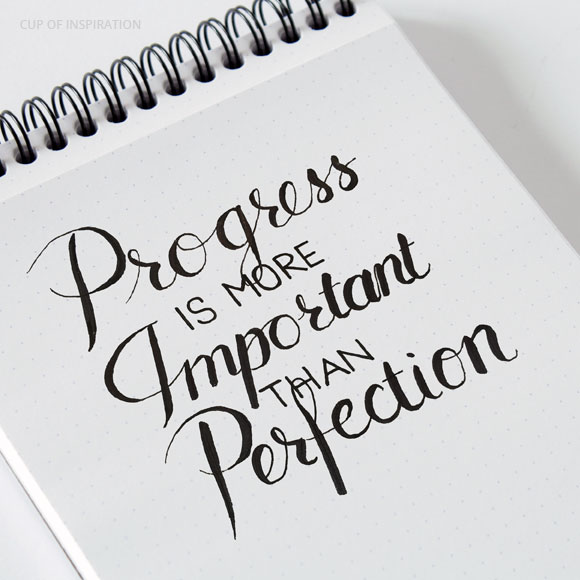 CUP OF INSPIRATION
Progress
IS MORE
Important
THAN
Perfection